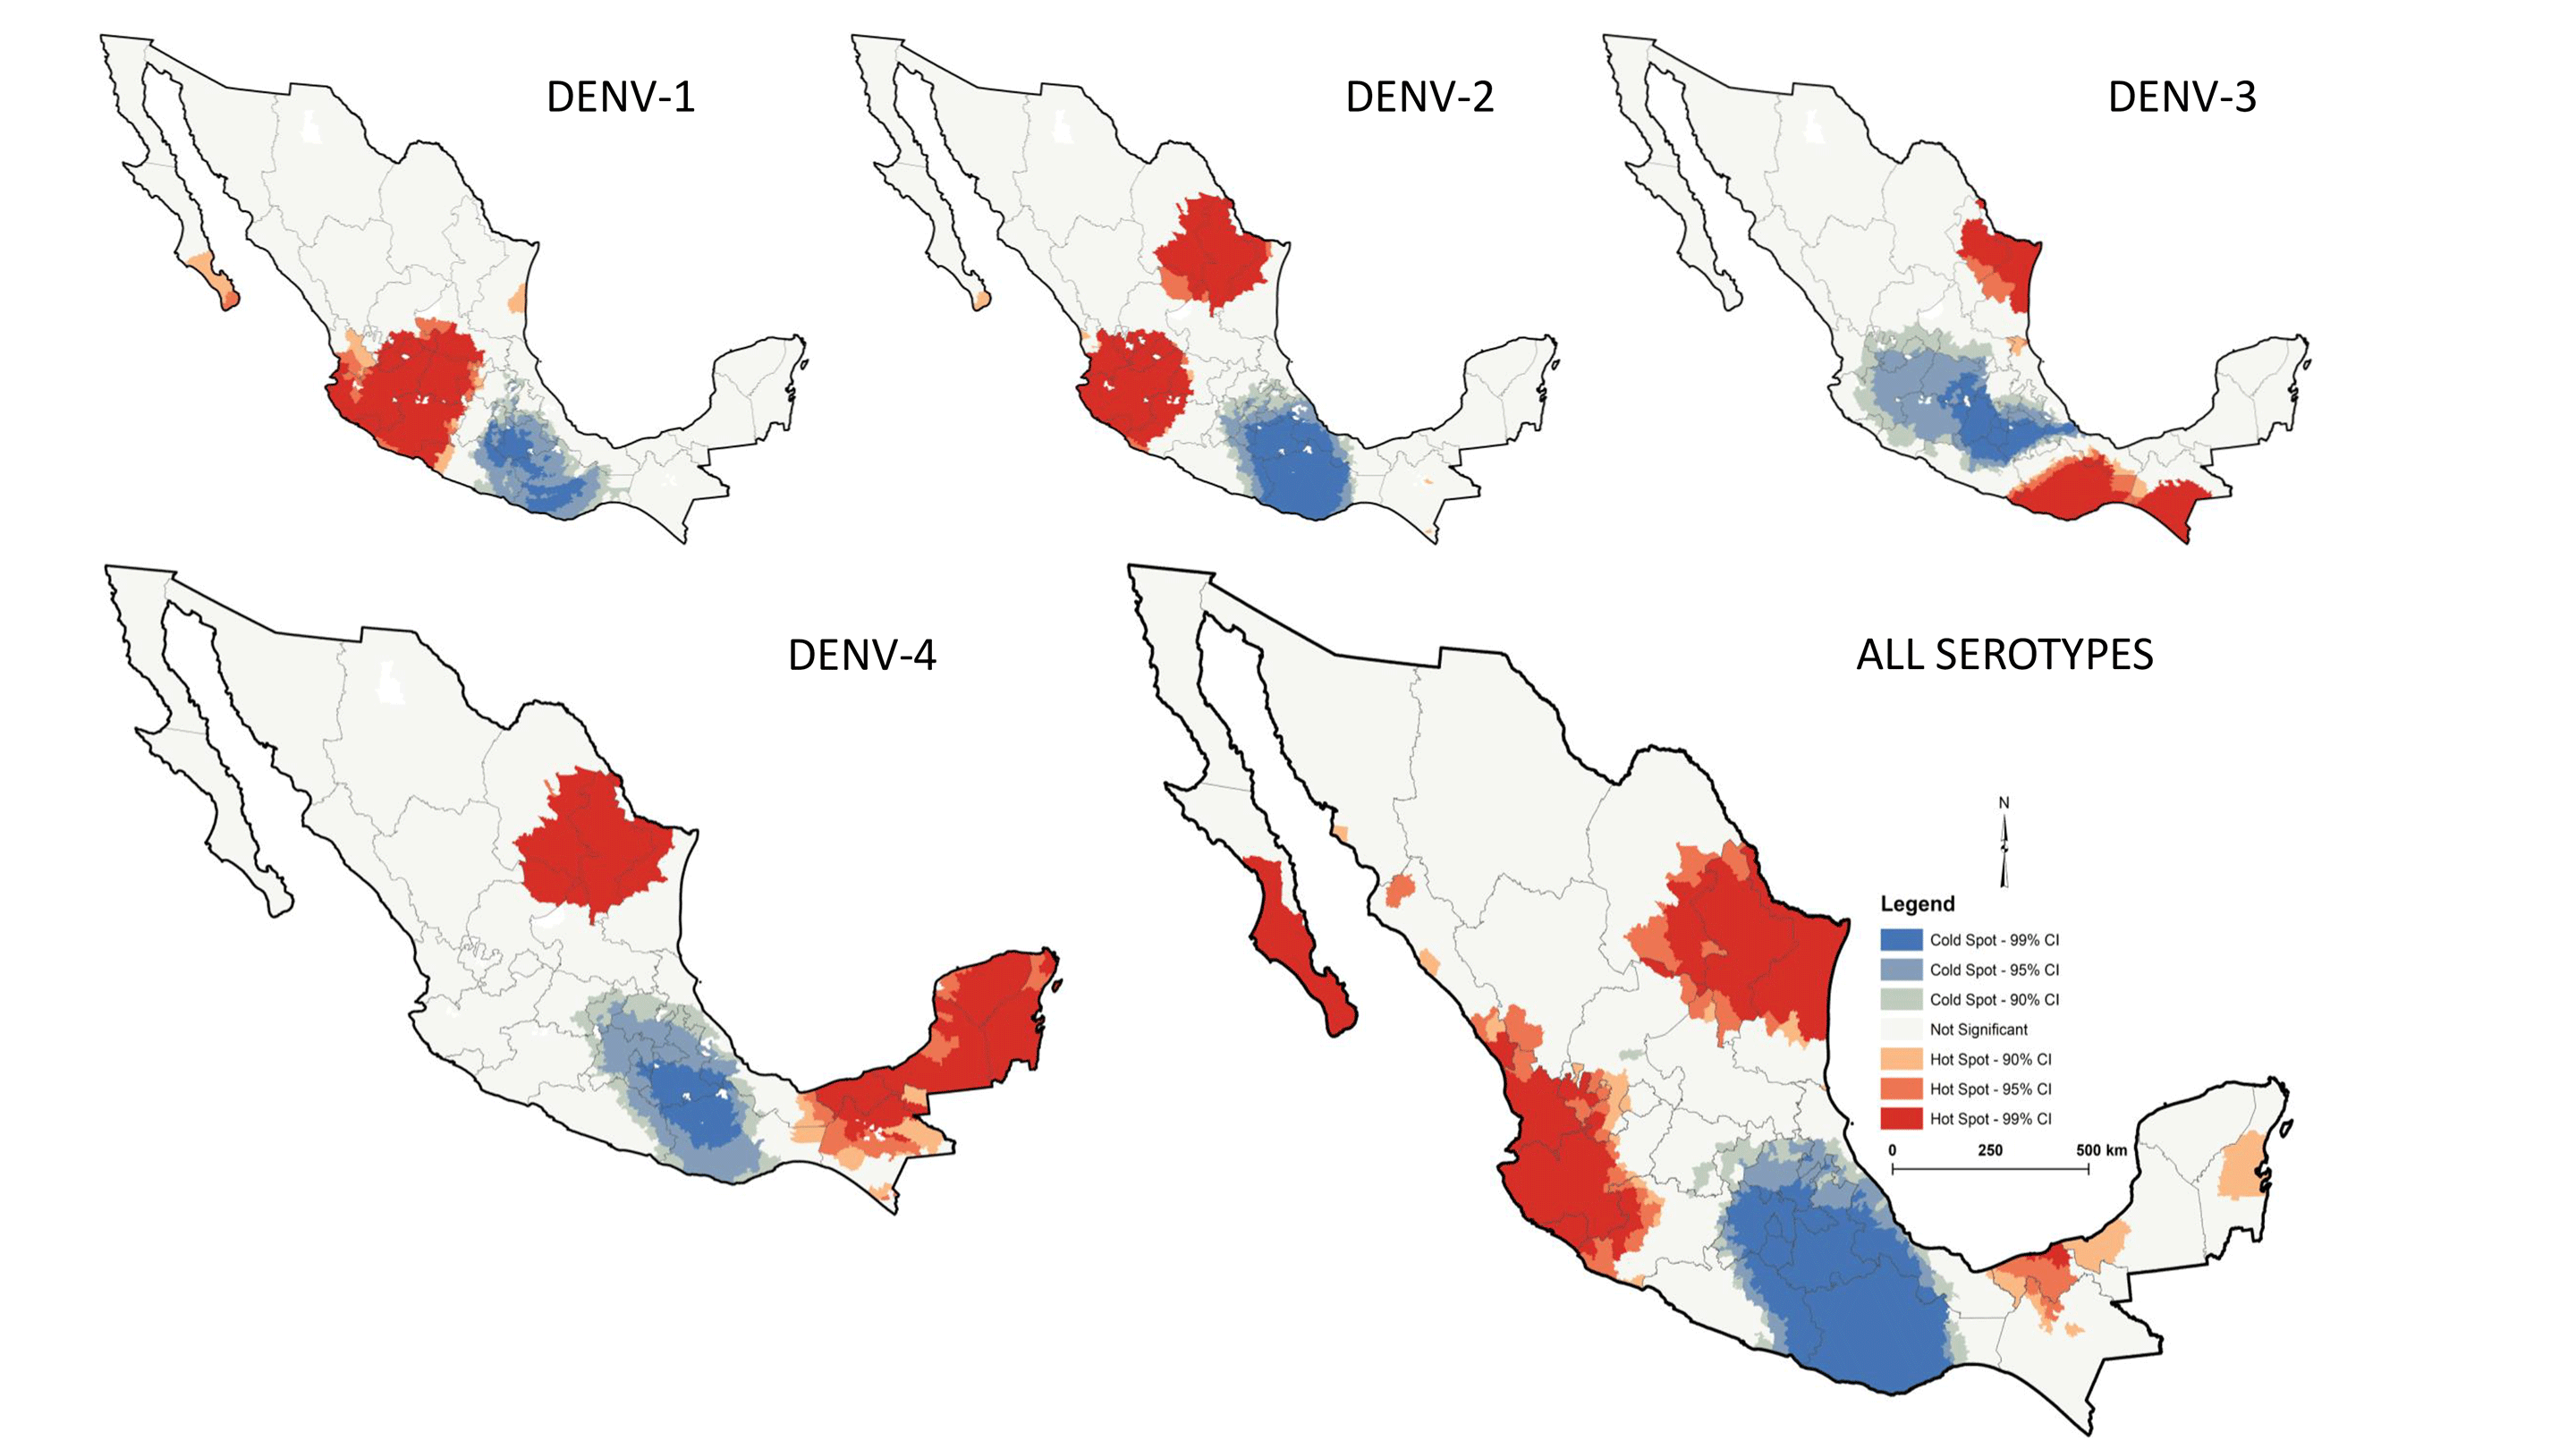 DENV-1
DENV-2
DENV-3
DENV-4
ALL SEROTYPES
N
Legend
Cold Spot - 99% CI
Cold Spot - 95% CI
Cold Spot - 90% CI
Not Significant
Hot Spot - 90% CI
Hot Spot - 95% CI
Hot Spot - 99% CI
0 250 500 km